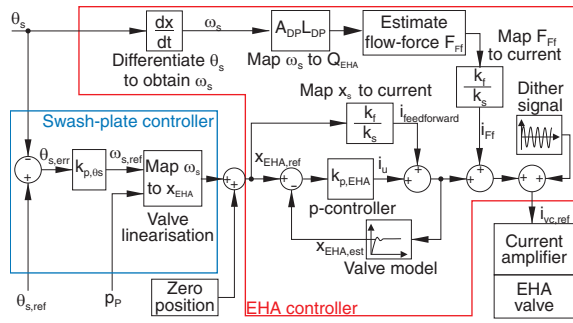 θs
dx
dt
ωs
ADPLDP
Estimate
flow-force FFf
Map FFf
to current
Differentiate θs
to obtain ωs
Map ωs to QEHA
Map xs to current
kf
ks
ifeedforward
kf
ks
iFf
Dither
signal
Swash-plate controller
θs,err
kp,θs
ωs,ref
Map ωs
to xEHA
Valve
linearisation
xEHA,ref
kp,EHA
iu
p-controller
xEHA,est
Valve model
θs,ref
pP
Zero
position
EHA controller
ivc,ref
Current
amplifier
EHA
valve